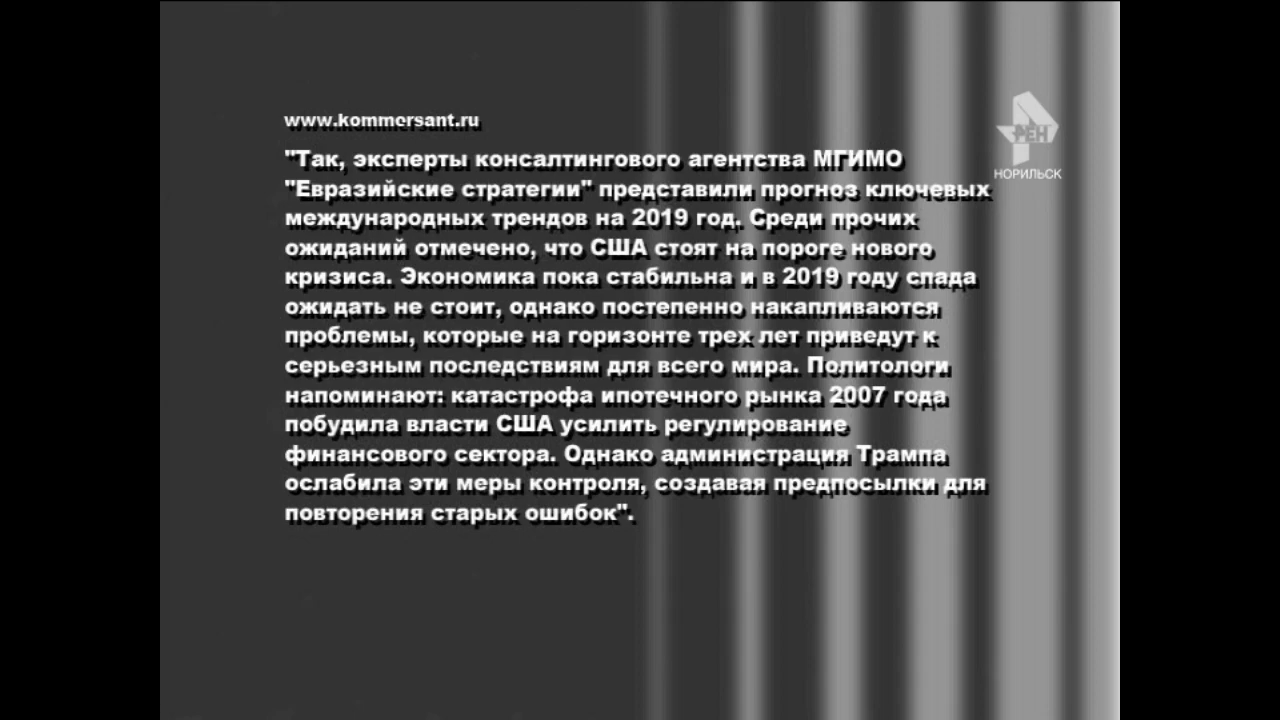 www.kommersant.ru
"Так, эксперты консалтингового агентства МГИМО
"Евразийские стратегии" представили прогноз ключевых
международных трендов на 2019 год. Среди прочих
ожиданий отмечено, что США стоят на пороге нового
кризиса. Экономика пока стабильна и в 2019 году спада
ожидать не стоит, однако постепенно накапливаются
проблемы, которые на горизонте трех лет приведут к
серьезным последствиям для всего мира. Политологи
напоминают: катастрофа ипотечного рынка 2007 года
побудила власти США усилить регулирование
финансового сектора. Однако администрация Трампа
ослабила эти меры контроля, создавая предпосылки для
повторения старых ошибок".
РЕН
НОРИЛЬСК